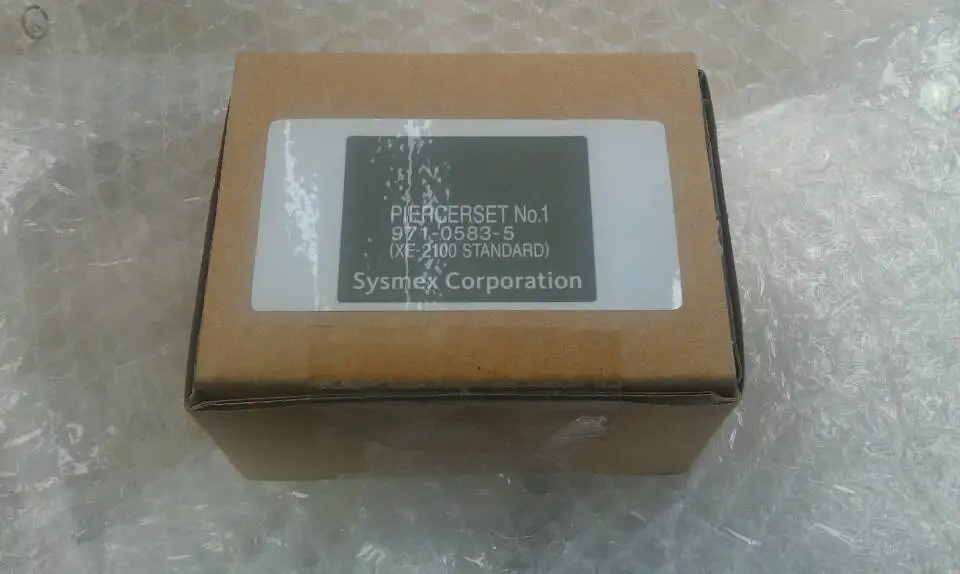 PIERCERSET No.1
971-0583-5
(XE-2100 STANDARD)
Sysmex Corporation